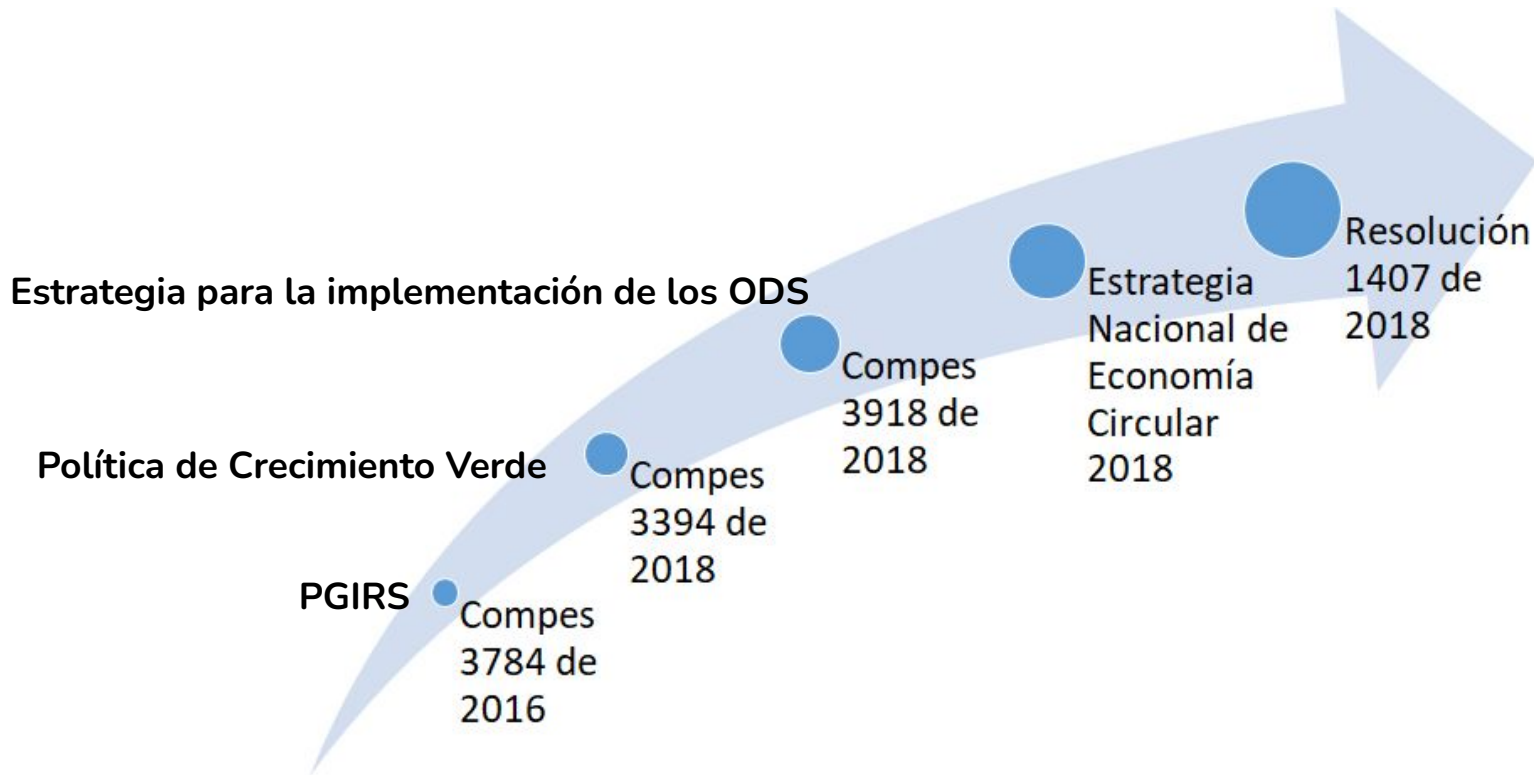 PGIRS
Compes
3784 de
2016
Política de Crecimiento Verde
Compes
3394 de
2018
Estrategia para la implementación de los ODS
Compes
3918 de
2018
Estrategia
Nacional de
Economía
Circular
2018
Resolución
1407 de
2018